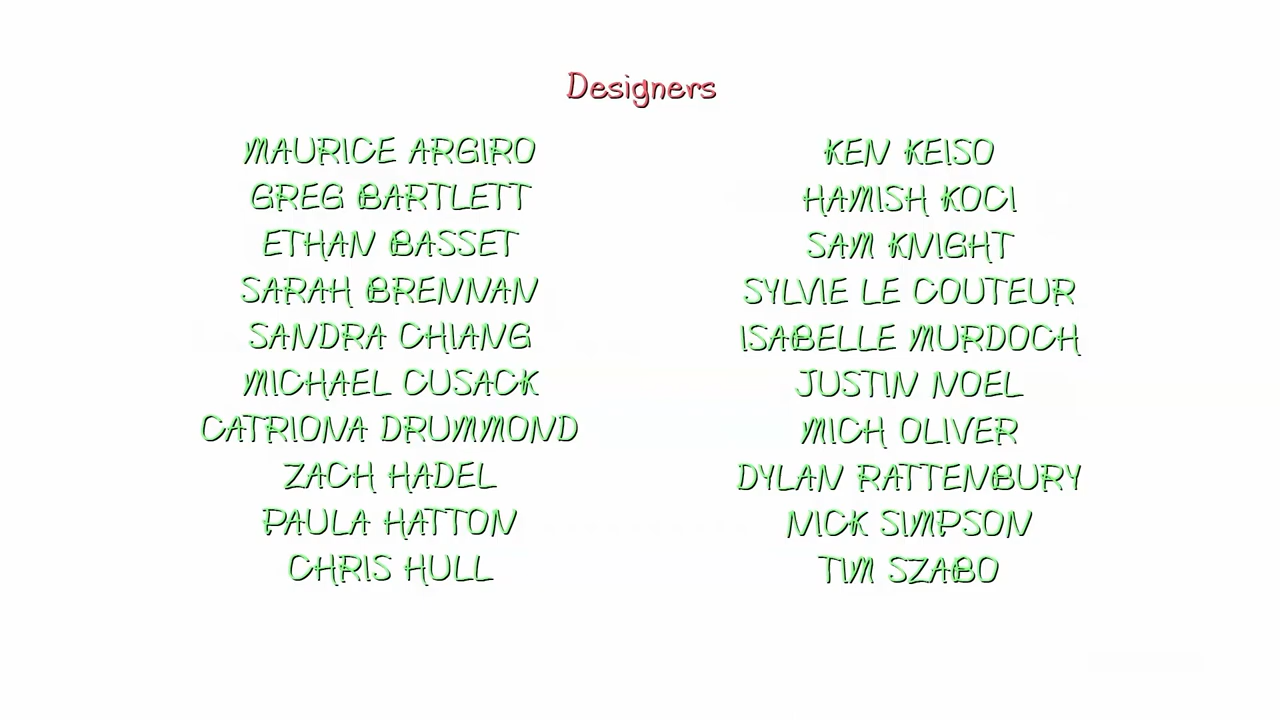 Designers
MAURICE ARGIRO
GREG BARTLETT
ETHAN BASSET
SARAH BRENNAN
SANDRA CHIANG
MICHAEL CUSACK
CATRIONA DRUMMOND
ZACH HADEL
PAULA HATTON
CHRIS HULL
KEN KEISO
HAMISH KOCI
SAM KNIGHT
SYLVIE LE COUTEUR
ISABELLE MURDOCH
JUSTIN NOEL
MICH OLIVER
DYLAN RATTENBURY
NICK SIMPSON
TIM SZABO